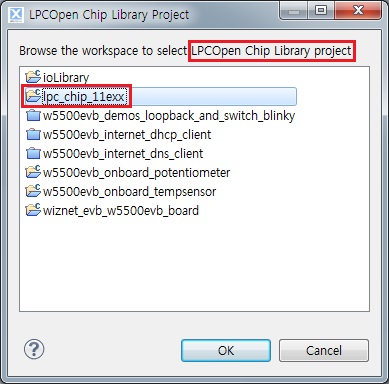 LPCOpen Chip Library Project
Browse the workspace to select LPCOpen Chip Library project
ioLibrary
lpc_chip_11exx
w5500evb_demos_loopback_and_switch_blinky
w5500evb_internet_dhcp_client
w5500evb_internet_dns_client
w5500evb_onboard_potentiometer
w5500evb_onboard_tempsensor
wiznet_evb_w5500evb_board
OK Cancel